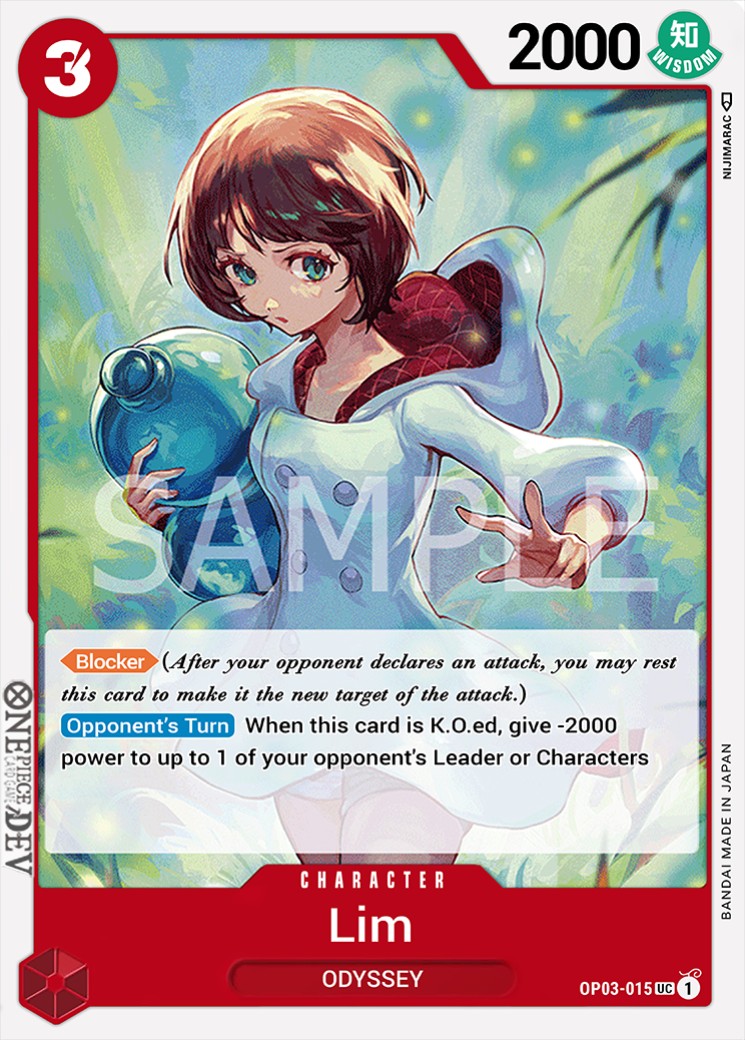 3
2000
知
WISDOM
NIJIMARAC
SAMPLE
Blocker (After your opponent declares an attack, you may rest
this card to make it the new target of the attack.)
Opponent's Turn When this card is K.O.ed, give -2000
power to up to 1 of your opponent's Leader or Characters
ONE PIECE
CARD GAME
DEV
BANDAI MADE IN JAPAN
CHARACTER
Lim
ODYSSEY
OP03-015 UC 1